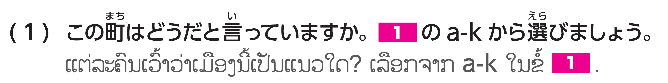 (1) この町はどうだと言っていますか。 1 の a-k から選びましょう。
ແຕ່ລະຄົນເວົ້າວ່າເມືອງນີ້ເປັນແນວໃດ? ເລືອກຈາກ a-k ໃນຂໍ້ 1 .